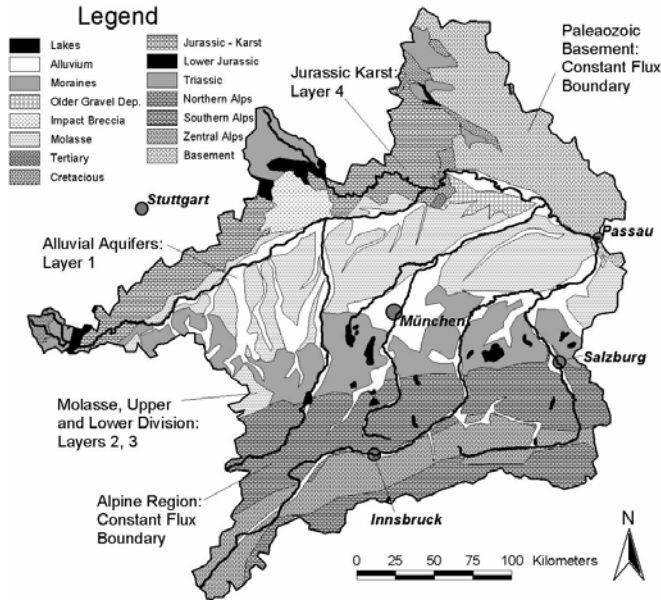 Legend
Lakes
Alluvium
Moraines
Older Gravel Dep.
Impact Breccia
Molasse
Tertiary
Cretacious
Jurassic - Karst
Lower Jurassic
Triassic
Northern Alps
Southern Alps
Zentral Alps
Basement
Jurassic Karst:
Layer 4
Paleaozoic
Basement:
Constant Flux
Boundary
Stuttgart
Alluvial Aquifers:
Layer 1
Passau
München
Salzburg
Molasse, Upper
and Lower Division:
Layers 2, 3
Alpine Region:
Constant Flux
Boundary
Innsbruck
N
0 25 50 75 100 Kilometers